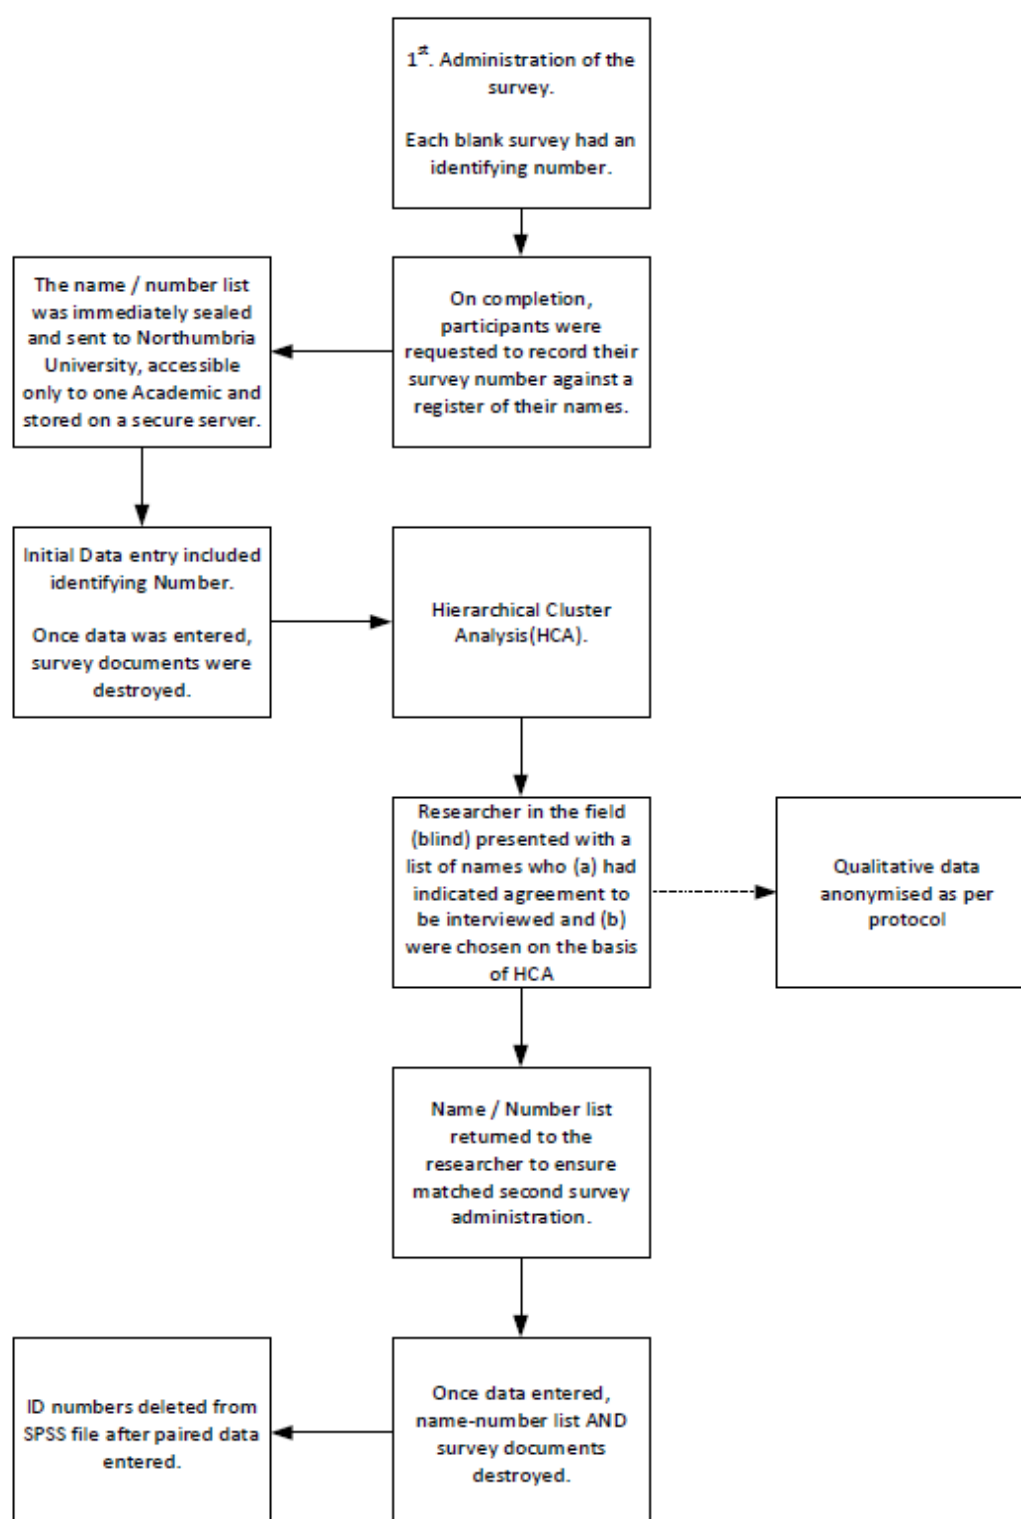 1st. Administration of the
survey.
Each blank survey had an
identifying number.
On completion,
participants were
requested to record their
survey number against a
register of their names.
The name / number list
was immediately sealed
and sent to Northumbria
University, accessible
only to one Academic and
stored on a secure server.
Initial Data entry included
identifying Number.
Once data was entered,
survey documents were
destroyed.
Hierarchical Cluster
Analysis(HCA).
Researcher in the field
(blind) presented with a
list of names who (a) had
indicated agreement to
be interviewed and (b)
were chosen on the basis
of HCA
Qualitative data
anonymised as per
protocol
Name / Number list
returned to the
researcher to ensure
matched second survey
administration.
Once data entered,
name-number list AND
survey documents
destroyed.
ID numbers deleted from
SPSS file after paired data
entered.